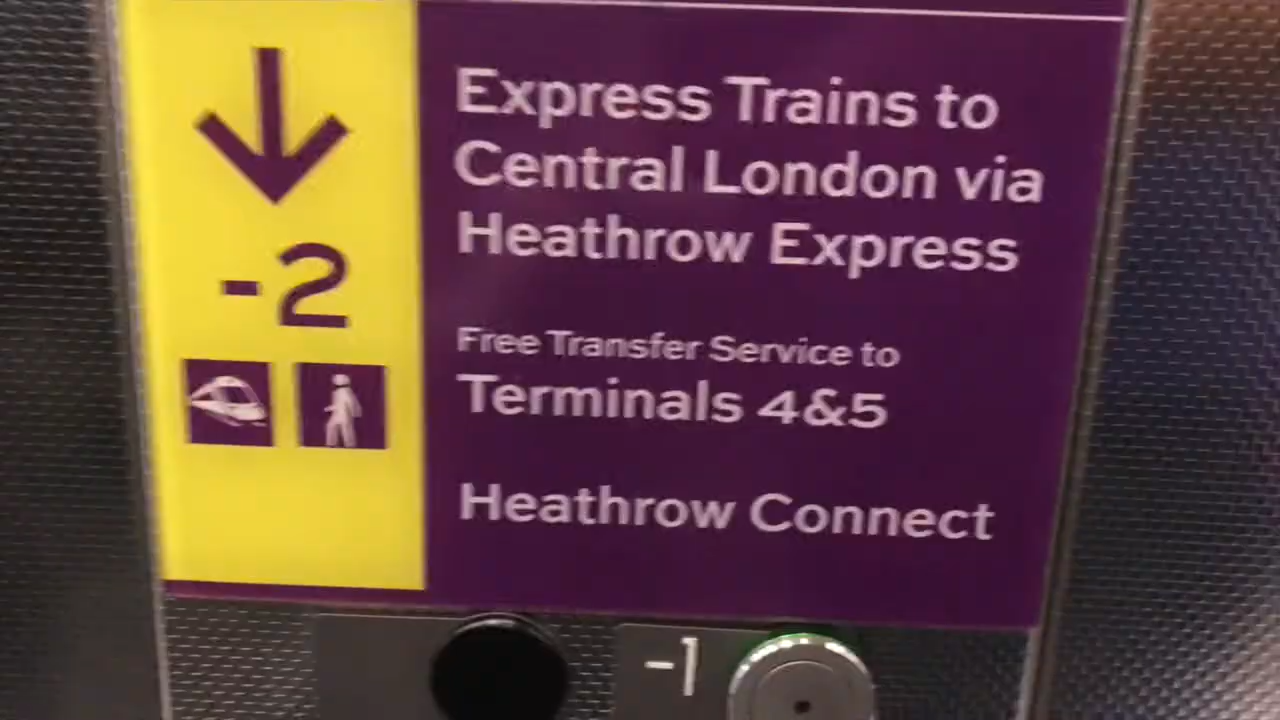 -2
Express Trains to
Central London via
Heathrow Express
Free Transfer Service to
Terminals 4&5
Heathrow Connect
-1